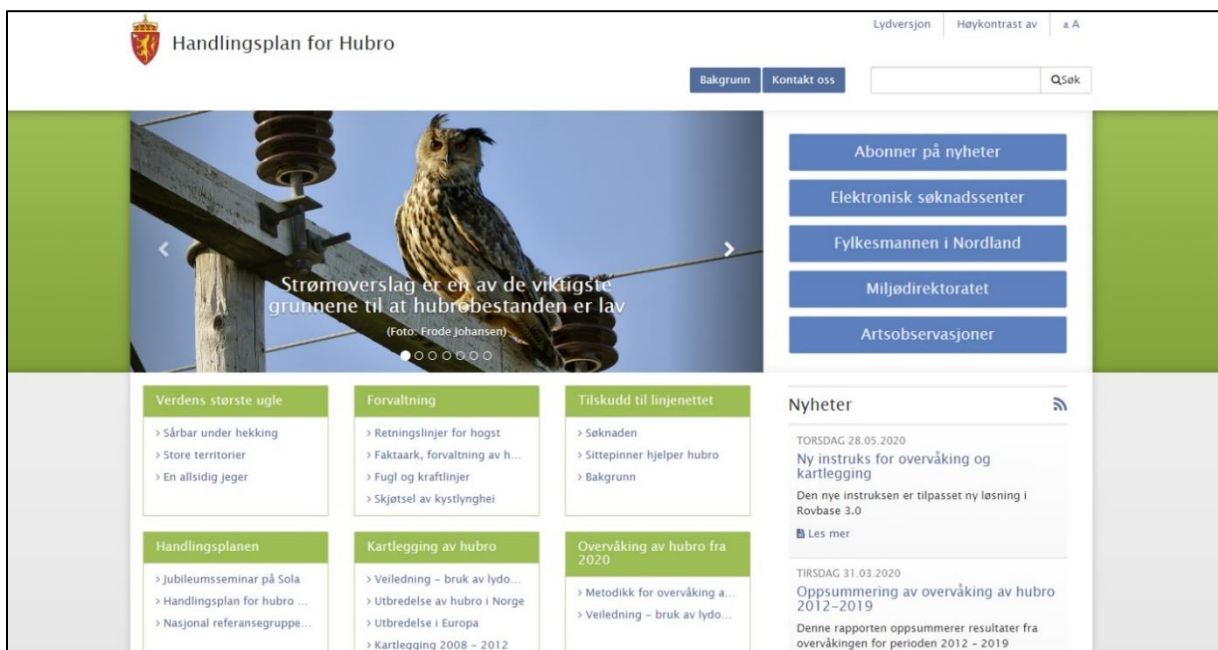 Lydversjon Høykontrast av a A
Handlingsplan for Hubro
Bakgrunn Kontakt oss Søk
Strømoverslag er en av de viktigste
grunnene til at hubrobestanden er lav
(Foto: Frode Johansen)
Abonner på nyheter
Elektronisk søknadssenter
Fylkesmannen i Nordland
Miljødirektoratet
Artsobservasjoner
Verdens største ugle
> Sårbar under hekking
> Store territorier
> En allsidig jeger
Forvaltning
> Retningslinjer for hogst
> Faktaark, forvaltning av h...
> Fugl og kraftlinjer
> Skjøtsel av kystlynghei
Tilskudd til linjenettet
> Søknaden
> Sittepinner hjelper hubro
> Bakgrunn
Handlingsplanen
> Jubileumsseminar på Sola
> Handlingsplan for hubro ...
> Nasjonal referansegruppe...
Kartlegging av hubro
> Veiledning – bruk av lydo...
> Utbredelse av hubro i Norge
> Utbredelse i Europa
> Kartlegging 2008 – 2012
Overvåking av hubro fra
2020
> Metodikk for overvåking a...
> Veiledning – bruk av lydo...
Nyheter
TORSDAG 28.05.2020
Ny instruks for overvåking og
kartlegging
Den nye instruksen er tilpasset ny løsning i
Rovbase 3.0
Les mer
TIRSDAG 31.03.2020
Oppsummering av overvåking av hubro
2012–2019
Denne rapporten oppsummerer resultater fra
overvåkingen for perioden 2012 – 2019